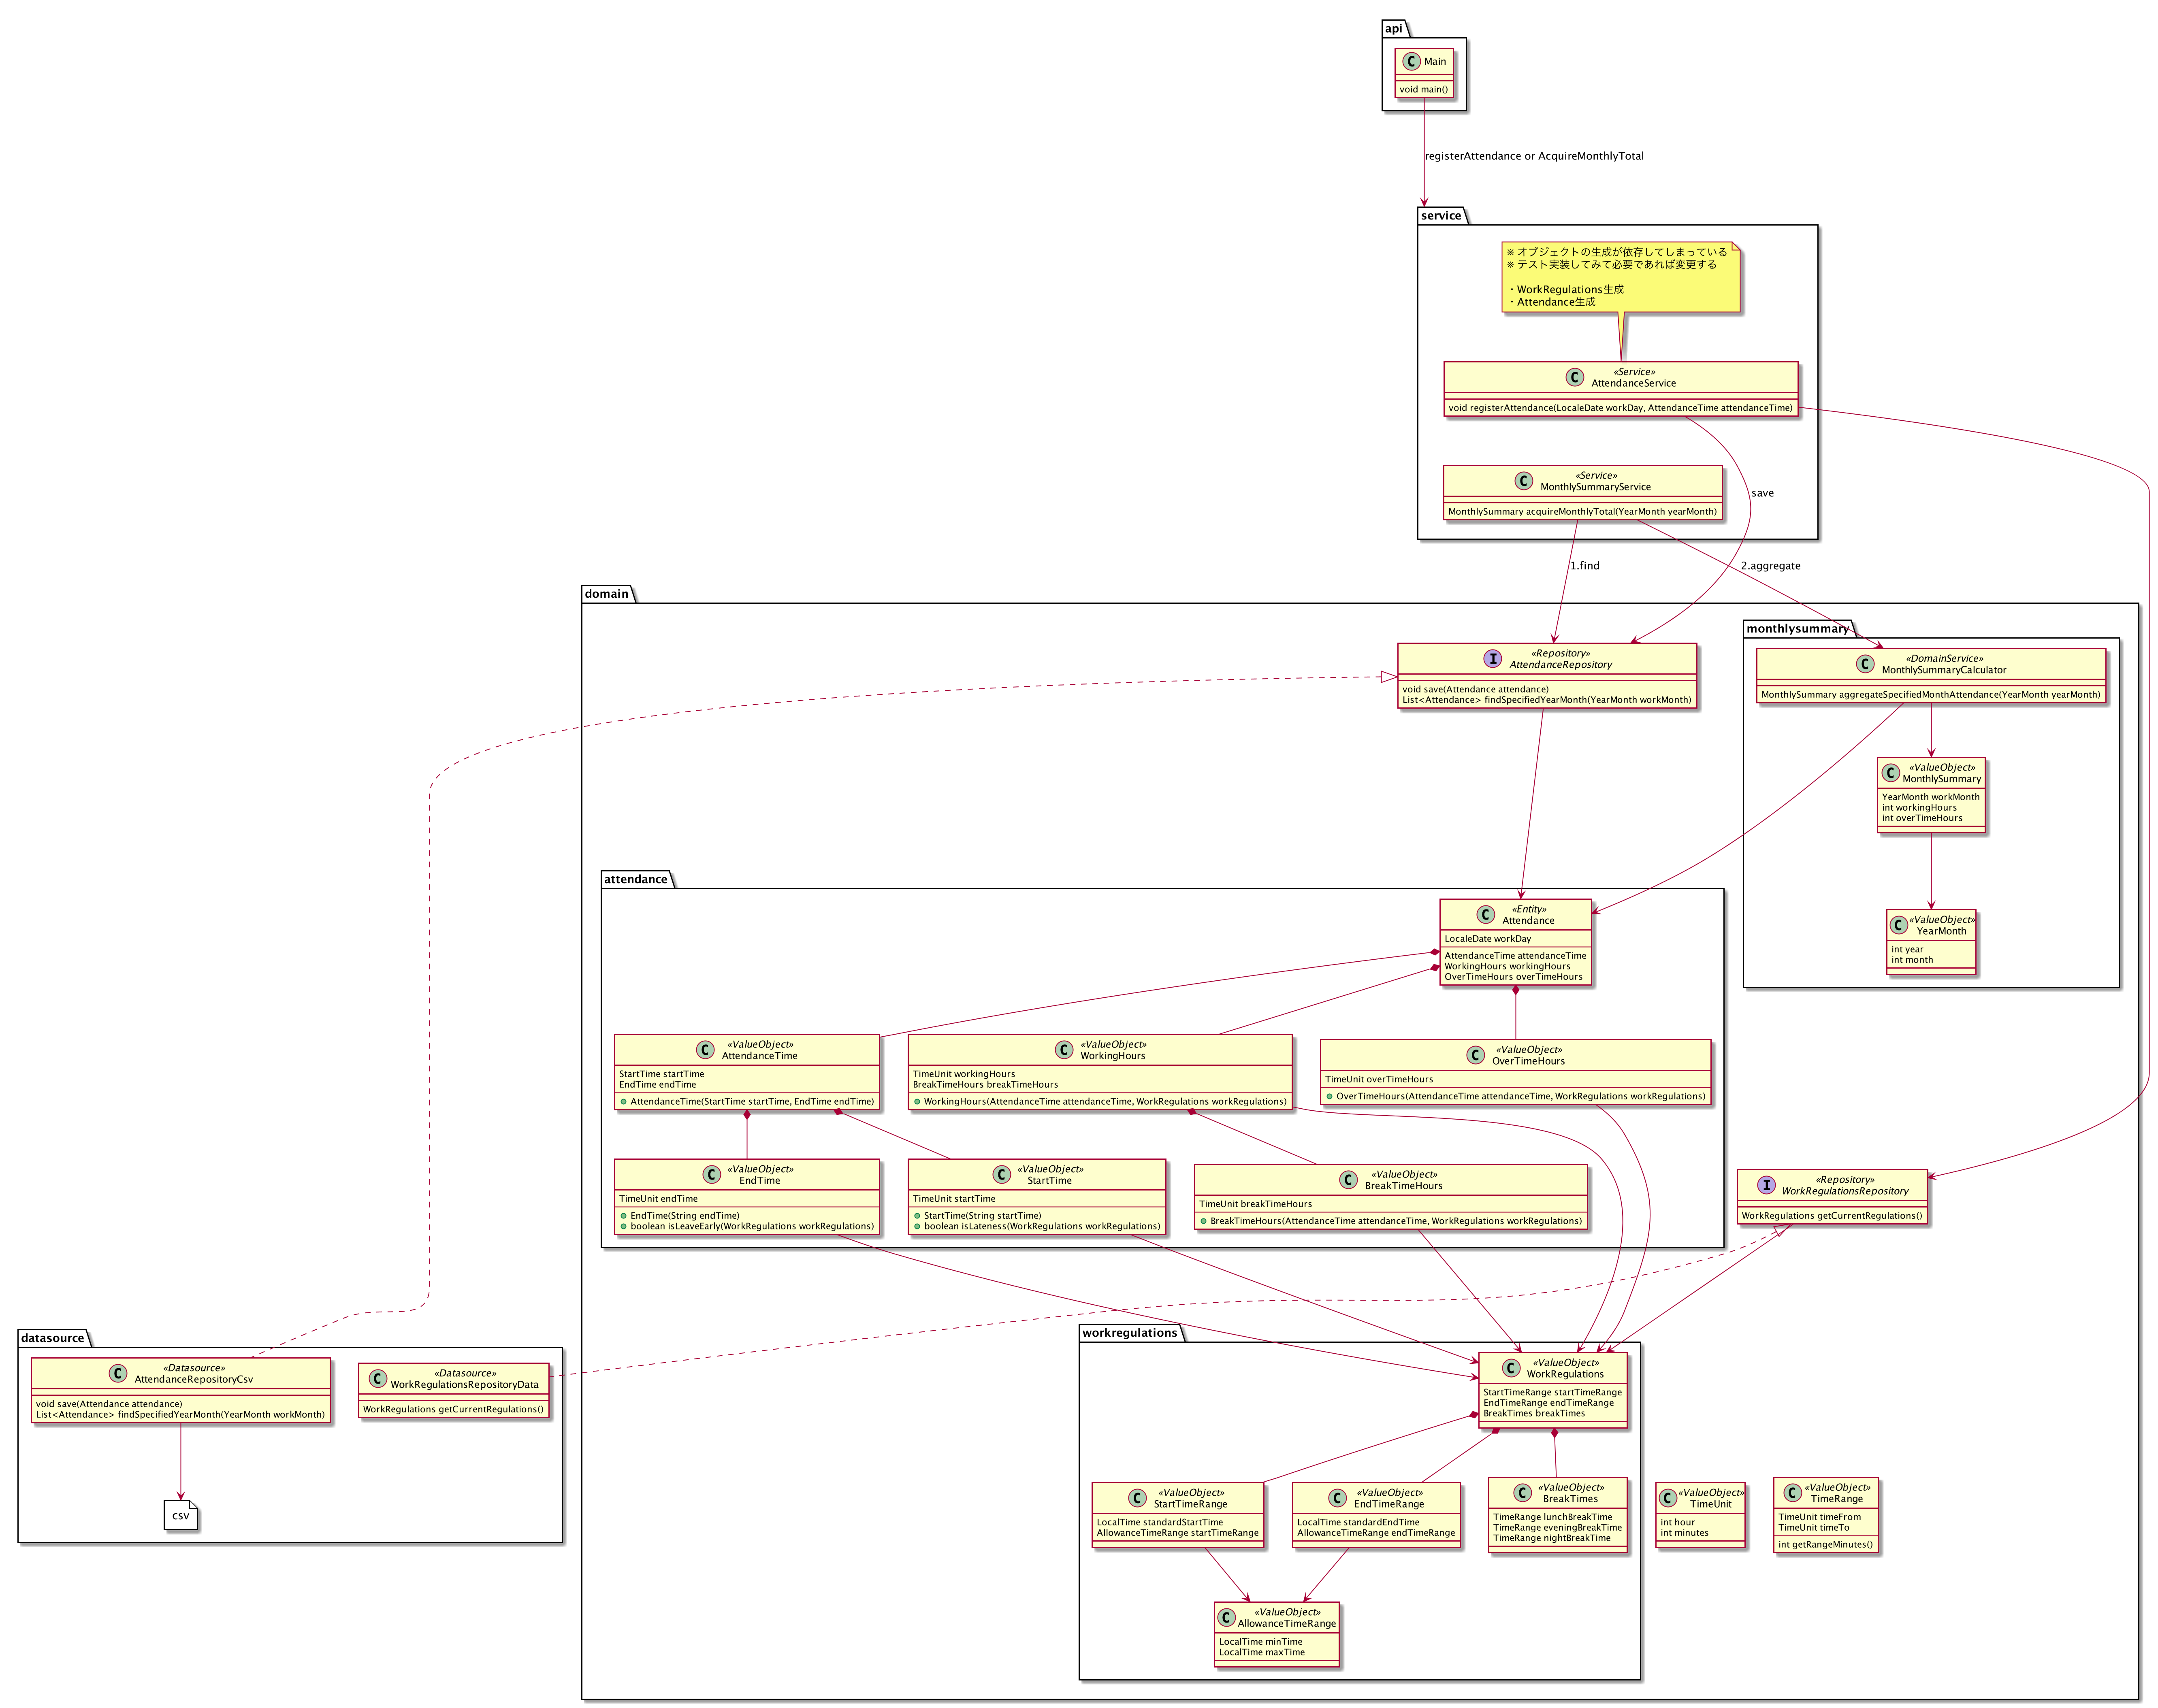 api
C Main
void main()
registerAttendance or AcquireMonthlyTotal
service
※ オブジェクトの生成が依存してしまっている
※ テスト実装してみて必要であれば変更する
・WorkRegulations生成
・Attendance生成
«Service»
C AttendanceService
void registerAttendance(LocaleDate workDay, AttendanceTime attendanceTime)
«Service»
C MonthlySummaryService
MonthlySummary acquireMonthlyTotal(YearMonth yearMonth)
save
1.find
2.aggregate
domain
«Repository»
I AttendanceRepository
void save(Attendance attendance)
List<Attendance> findSpecifiedYearMonth(YearMonth workMonth)
monthlysummary
«DomainService»
C MonthlySummaryCalculator
MonthlySummary aggregateSpecifiedMonthAttendance(YearMonth yearMonth)
«ValueObject»
C MonthlySummary
YearMonth workMonth
int workingHours
int overTimeHours
«ValueObject»
C YearMonth
int year
int month
attendance
«Entity»
C Attendance
LocaleDate workDay
AttendanceTime attendanceTime
WorkingHours workingHours
OverTimeHours overTimeHours
«ValueObject»
C AttendanceTime
StartTime startTime
EndTime endTime
AttendanceTime(StartTime startTime, EndTime endTime)
«ValueObject»
C WorkingHours
TimeUnit workingHours
BreakTimeHours breakTimeHours
WorkingHours(AttendanceTime attendanceTime, WorkRegulations workRegulations)
«ValueObject»
C OverTimeHours
TimeUnit overTimeHours
OverTimeHours(AttendanceTime attendanceTime, WorkRegulations workRegulations)
«ValueObject»
C EndTime
TimeUnit endTime
EndTime(String endTime)
boolean isLeaveEarly(WorkRegulations workRegulations)
«ValueObject»
C StartTime
TimeUnit startTime
StartTime(String startTime)
boolean isLateness(WorkRegulations workRegulations)
«ValueObject»
C BreakTimeHours
TimeUnit breakTimeHours
BreakTimeHours(AttendanceTime attendanceTime, WorkRegulations workRegulations)
«Repository»
I WorkRegulationsRepository
WorkRegulations getCurrentRegulations()
datasource
«Datasource»
C AttendanceRepositoryCsv
void save(Attendance attendance)
List<Attendance> findSpecifiedYearMonth(YearMonth workMonth)
«Datasource»
C WorkRegulationsRepositoryData
WorkRegulations getCurrentRegulations()
csv
workregulations
«ValueObject»
C WorkRegulations
StartTimeRange startTimeRange
EndTimeRange endTimeRange
BreakTimes breakTimes
«ValueObject»
C StartTimeRange
LocalTime standardStartTime
AllowanceTimeRange startTimeRange
«ValueObject»
C EndTimeRange
LocalTime standardEndTime
AllowanceTimeRange endTimeRange
«ValueObject»
C BreakTimes
TimeRange lunchBreakTime
TimeRange eveningBreakTime
TimeRange nightBreakTime
«ValueObject»
C TimeUnit
int hour
int minutes
«ValueObject»
C TimeRange
TimeUnit timeFrom
TimeUnit timeTo
int getRangeMinutes()
«ValueObject»
C AllowanceTimeRange
LocalTime minTime
LocalTime maxTime